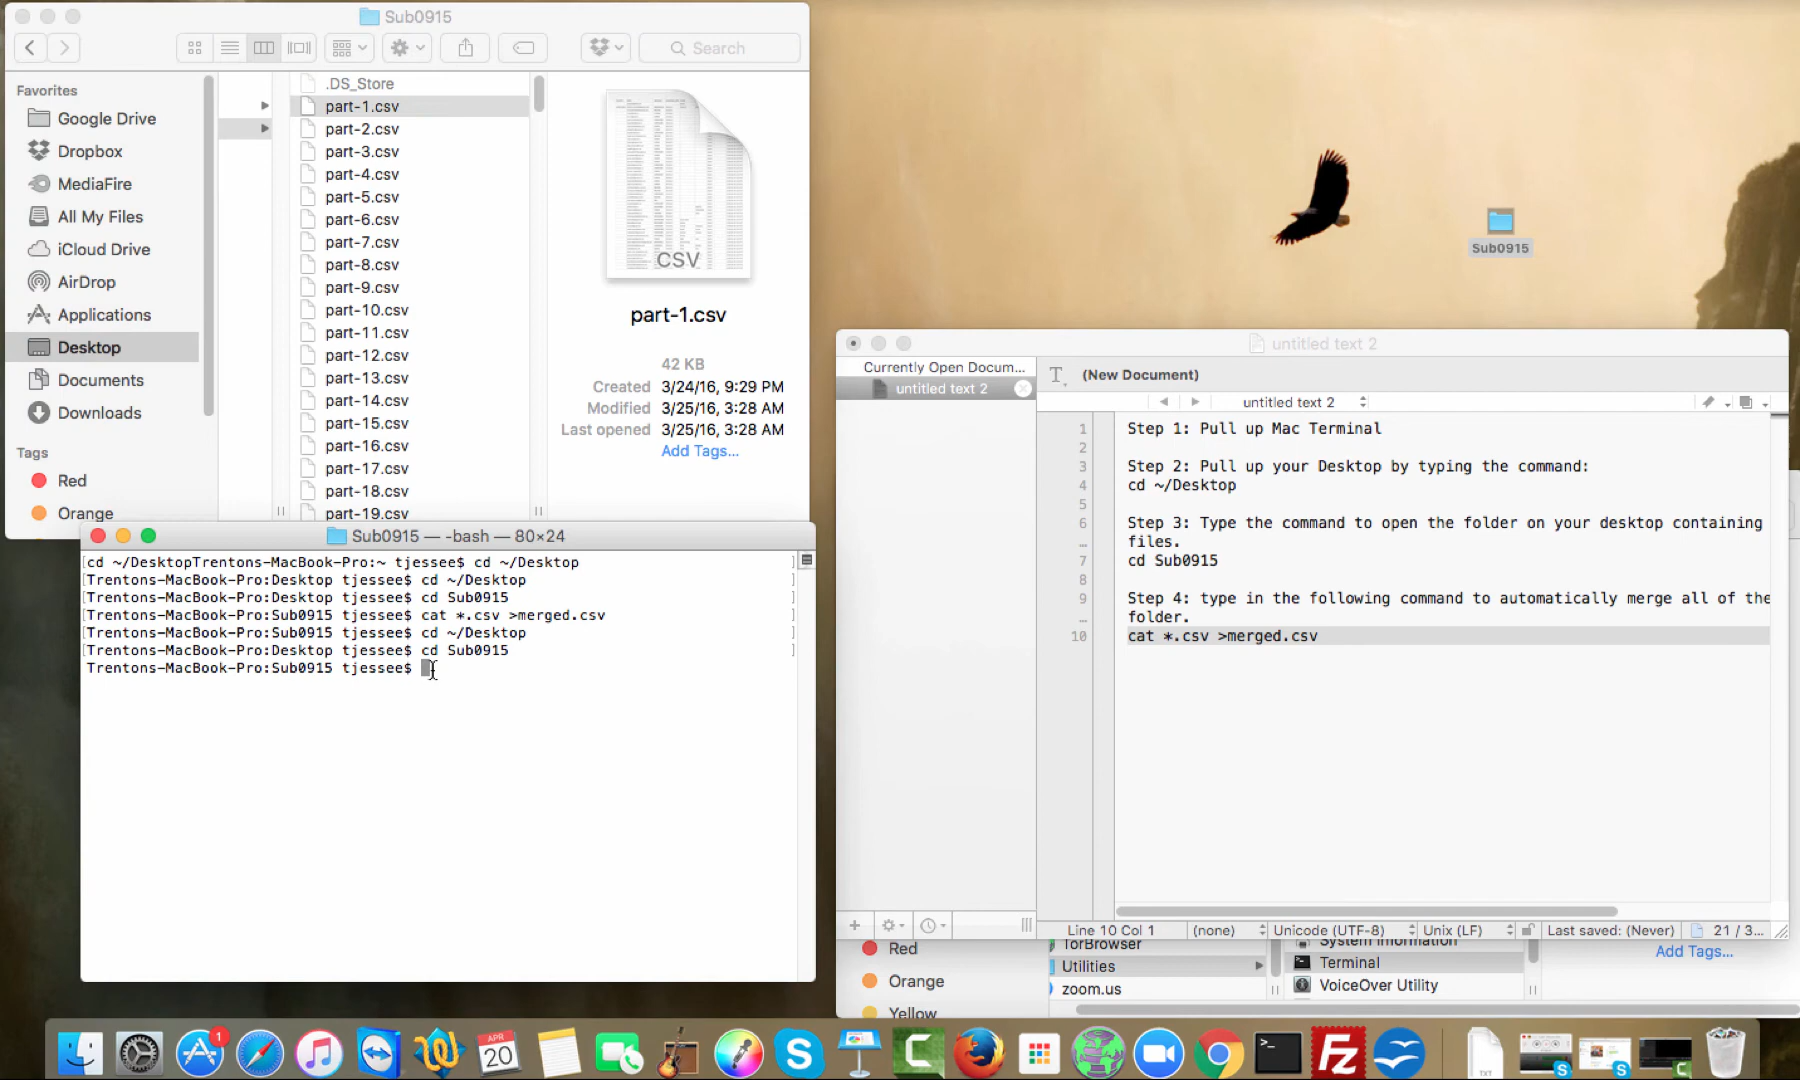 Sub0915
Search
Favorites
Google Drive
Dropbox
MediaFire
All My Files
iCloud Drive
AirDrop
Applications
Desktop
Documents
Downloads
Tags
Red
Orange
.DS_Store
part-1.csv
part-2.csv
part-3.csv
part-4.csv
part-5.csv
part-6.csv
part-7.csv
part-8.csv
part-9.csv
part-10.csv
part-11.csv
part-12.csv
part-13.csv
part-14.csv
part-15.csv
part-16.csv
part-17.csv
part-18.csv
part-19.csv
CSV
part-1.csv
42 KB
Created 3/24/16, 9:29 PM
Modified 3/25/16, 3:28 AM
Last opened 3/25/16, 3:28 AM
Add Tags...
Sub0915
Sub0915 — -bash — 80×24
[cd ~/DesktopTrentons-MacBook-Pro:~ tjessee$ cd ~/Desktop ]
[Trentons-MacBook-Pro:Desktop tjessee$ cd ~/Desktop ]
[Trentons-MacBook-Pro:Desktop tjessee$ cd Sub0915 ]
[Trentons-MacBook-Pro:Sub0915 tjessee$ cat *.csv >merged.csv ]
[Trentons-MacBook-Pro:Sub0915 tjessee$ cd ~/Desktop ]
[Trentons-MacBook-Pro:Desktop tjessee$ cd Sub0915 ]
Trentons-MacBook-Pro:Sub0915 tjessee$
untitled text 2
Currently Open Docum...
untitled text 2
(New Document)
untitled text 2
1 Step 1: Pull up Mac Terminal
2
3 Step 2: Pull up your Desktop by typing the command:
4 cd ~/Desktop
5
6 Step 3: Type the command to open the folder on your desktop containing
… files.
7 cd Sub0915
8
9 Step 4: type in the following command to automatically merge all of the
… folder.
10 cat *.csv >merged.csv
Line 10 Col 1 (none) Unicode (UTF-8) Unix (LF) Last saved: (Never) 21 / 3...
Red
Orange
Yellow
TorBrowser
Utilities
zoom.us
System Information
Terminal
VoiceOver Utility
Add Tags...
1
APR
20
TXT